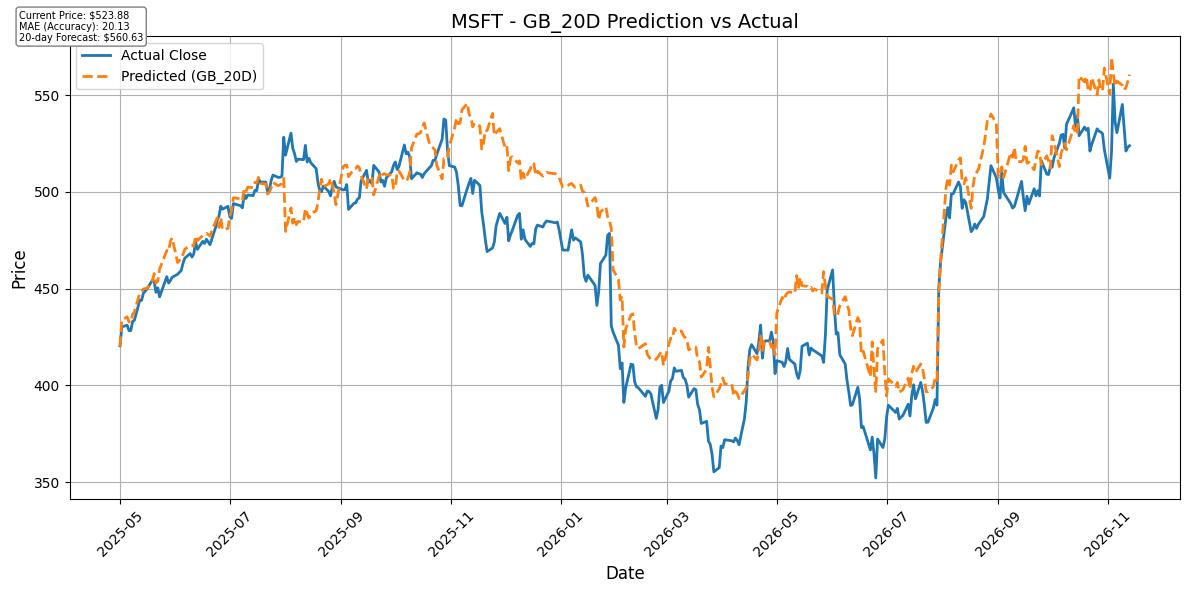 MSFT - GB_20D Prediction vs Actual
Current Price: $523.88
MAE (Accuracy): 20.13
20-day Forecast: $560.63
Actual Close
Predicted (GB_20D)
Price
550
500
450
400
350
2025-05
2025-07
2025-09
2025-11
2026-01
2026-03
2026-05
2026-07
2026-09
2026-11
Date